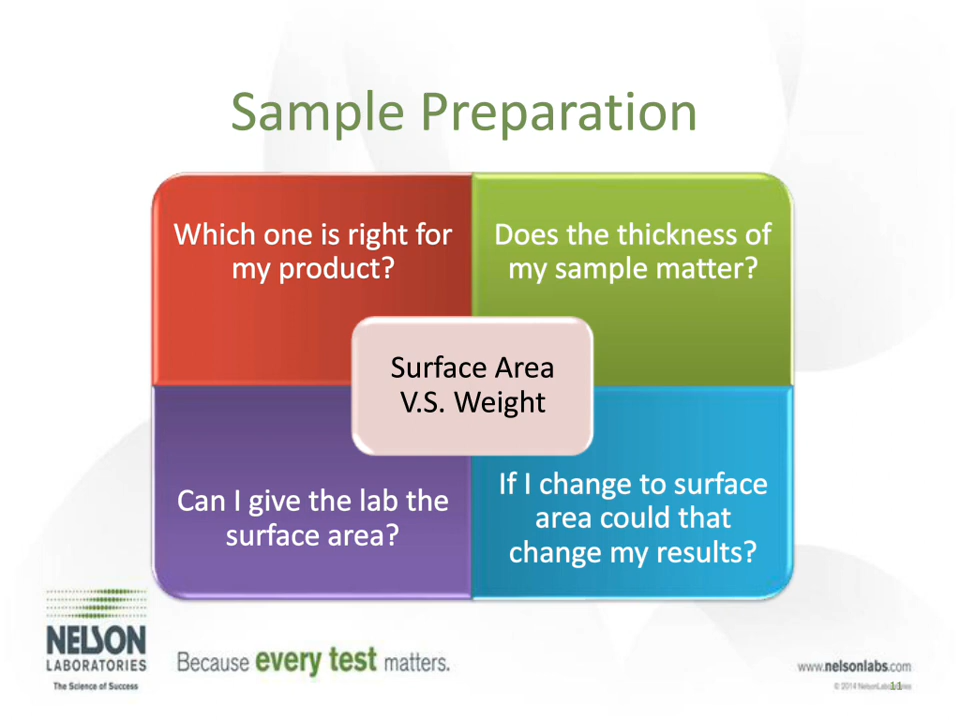 Sample Preparation
Which one is right for
my product?
Does the thickness of
my sample matter?
Surface Area
V.S. Weight
Can I give the lab the
surface area?
If I change to surface
area could that
change my results?
NELSON
LABORATORIES
The Science of Success
Because every test matters.
www.nelsonlabs.com
© 2014 NelsonLaboratories
11